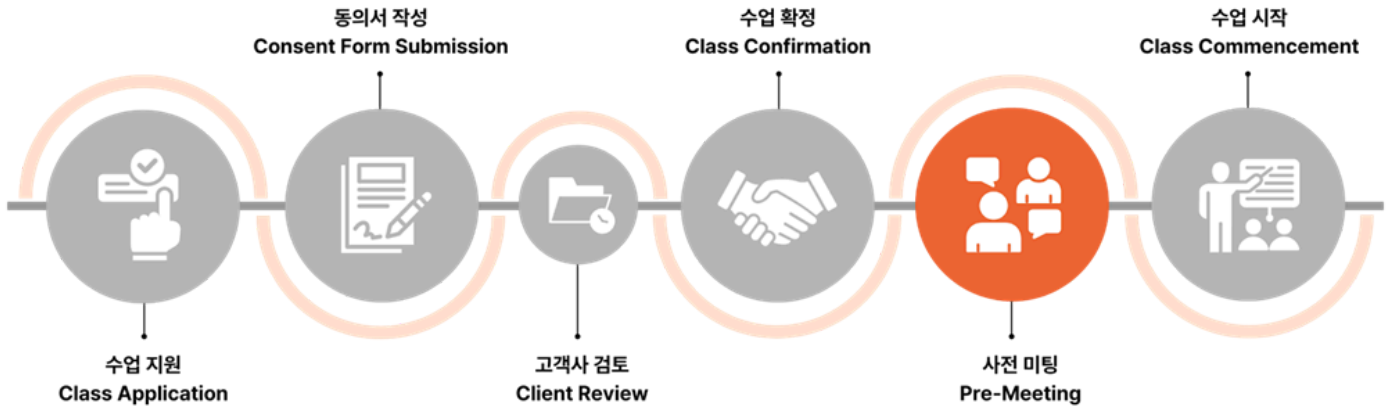 수업 지원
Class Application
동의서 작성
Consent Form Submission
고객사 검토
Client Review
수업 확정
Class Confirmation
사전 미팅
Pre-Meeting
수업 시작
Class Commencement